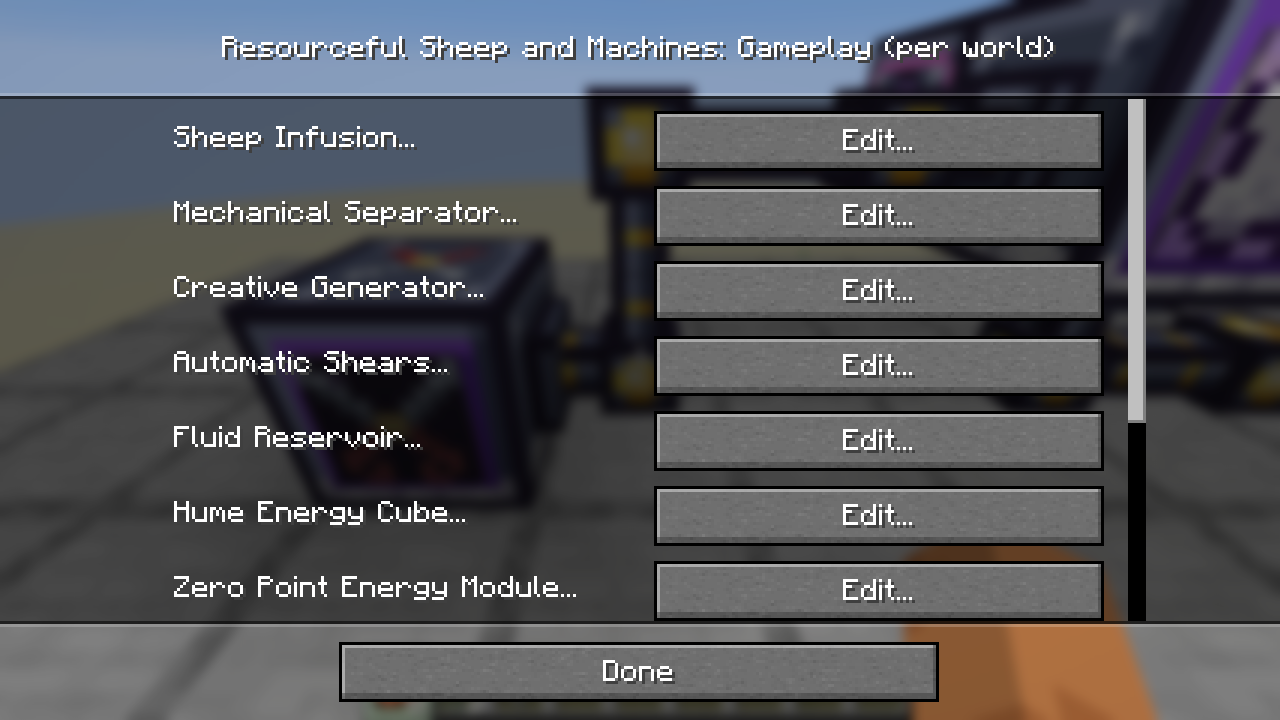 Resourceful Sheep and Machines: Gameplay (per world)
Sheep Infusion... Edit...
Mechanical Separator... Edit...
Creative Generator... Edit...
Automatic Shears... Edit...
Fluid Reservoir... Edit...
Hume Energy Cube... Edit...
Zero Point Energy Module... Edit...
Done